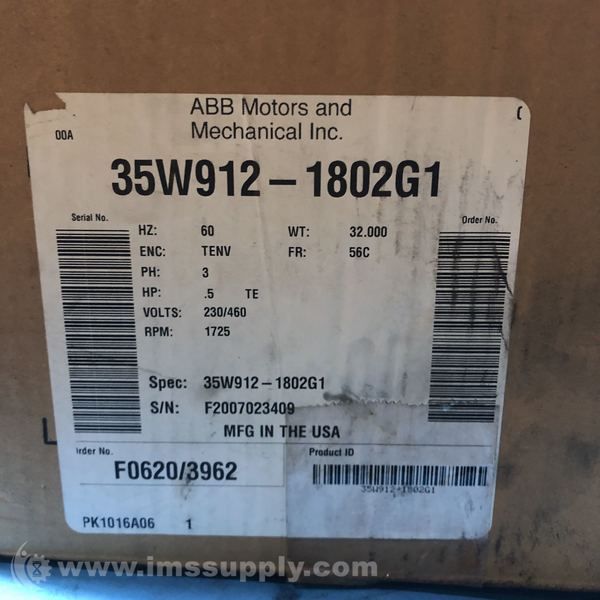 ABB Motors and
Mechanical Inc.
00A
35W912-1802G1
Serial No.
Order No.
HZ: 60 WT: 32.000
ENC: TENV FR: 56C
PH: 3
HP: .5 TE
VOLTS: 230/460
RPM: 1725
Spec: 35W912-1802G1
S/N: F2007023409
MFG IN THE USA
rder No.
Product ID
F0620/3962
35W912-1802G1
PK1016A06 1
www.imssupply.com